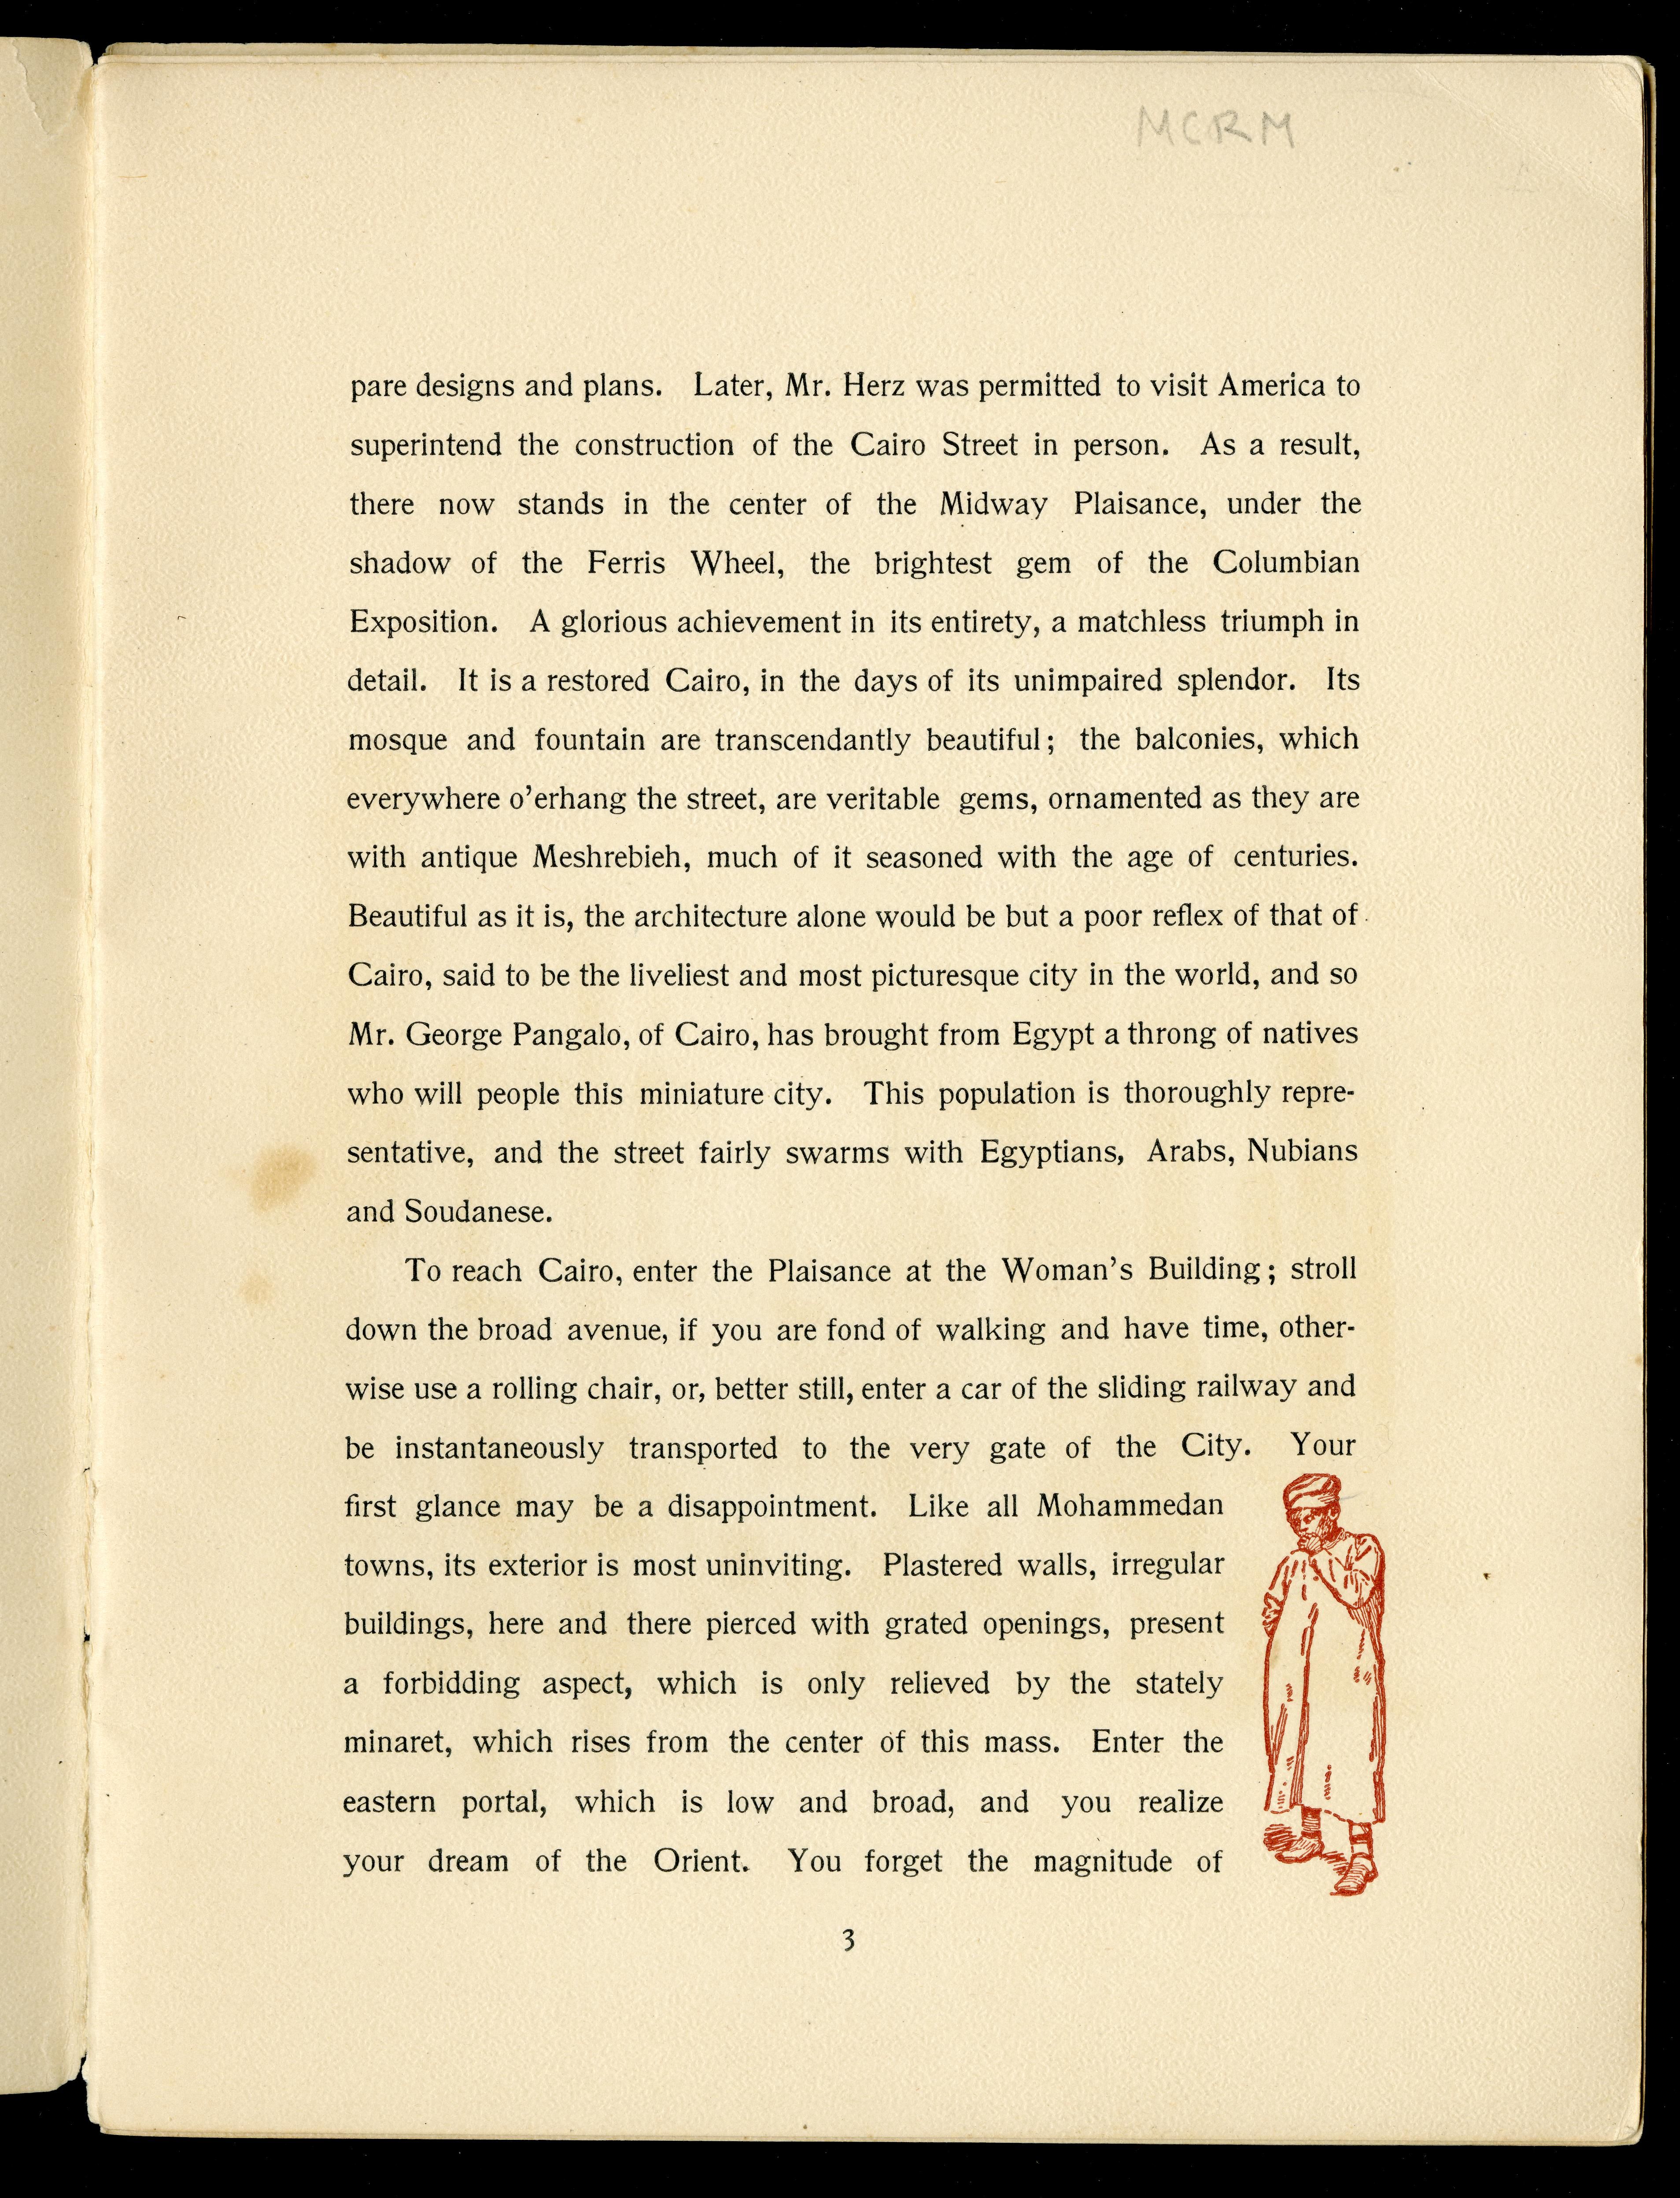 MCRM
pare designs and plans. Later, Mr. Herz was permitted to visit America to
superintend the construction of the Cairo Street in person. As a result,
there now stands in the center of the Midway Plaisance, under the
shadow of the Ferris Wheel, the brightest gem of the Columbian
Exposition. A glorious achievement in its entirety, a matchless triumph in
detail. It is a restored Cairo, in the days of its unimpaired splendor. Its
mosque and fountain are transcendantly beautiful; the balconies, which
everywhere o'erhang the street, are veritable gems, ornamented as they are
with antique Meshrebieh, much of it seasoned with the age of centuries.
Beautiful as it is, the architecture alone would be but a poor reflex of that of
Cairo, said to be the liveliest and most picturesque city in the world, and so
Mr. George Pangalo, of Cairo, has brought from Egypt a throng of natives
who will people this miniature city. This population is thoroughly repre-
sentative, and the street fairly swarms with Egyptians, Arabs, Nubians
and Soudanese.
To reach Cairo, enter the Plaisance at the Woman's Building; stroll
down the broad avenue, if you are fond of walking and have time, other-
wise use a rolling chair, or, better still, enter a car of the sliding railway and
be instantaneously transported to the very gate of the City. Your
first glance may be a disappointment. Like all Mohammedan
towns, its exterior is most uninviting. Plastered walls, irregular
buildings, here and there pierced with grated openings, present
a forbidding aspect, which is only relieved by the stately
minaret, which rises from the center of this mass. Enter the
eastern portal, which is low and broad, and you realize
your dream of the Orient. You forget the magnitude of
3